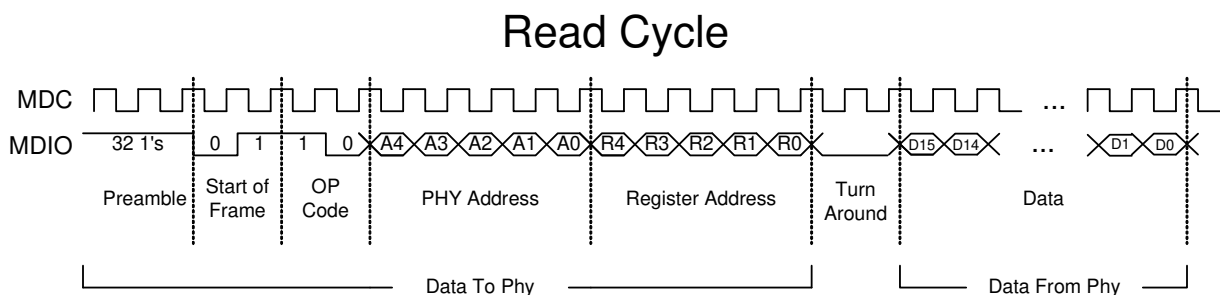 Read Cycle
MDC
...
MDIO
32 1's 0 1 1 0 A4 A3 A2 A1 A0 R4 R3 R2 R1 R0 D15 D14 ... D1 D0
Preamble
Start of
Frame
OP
Code
PHY Address
Register Address
Turn
Around
Data
Data To Phy
Data From Phy